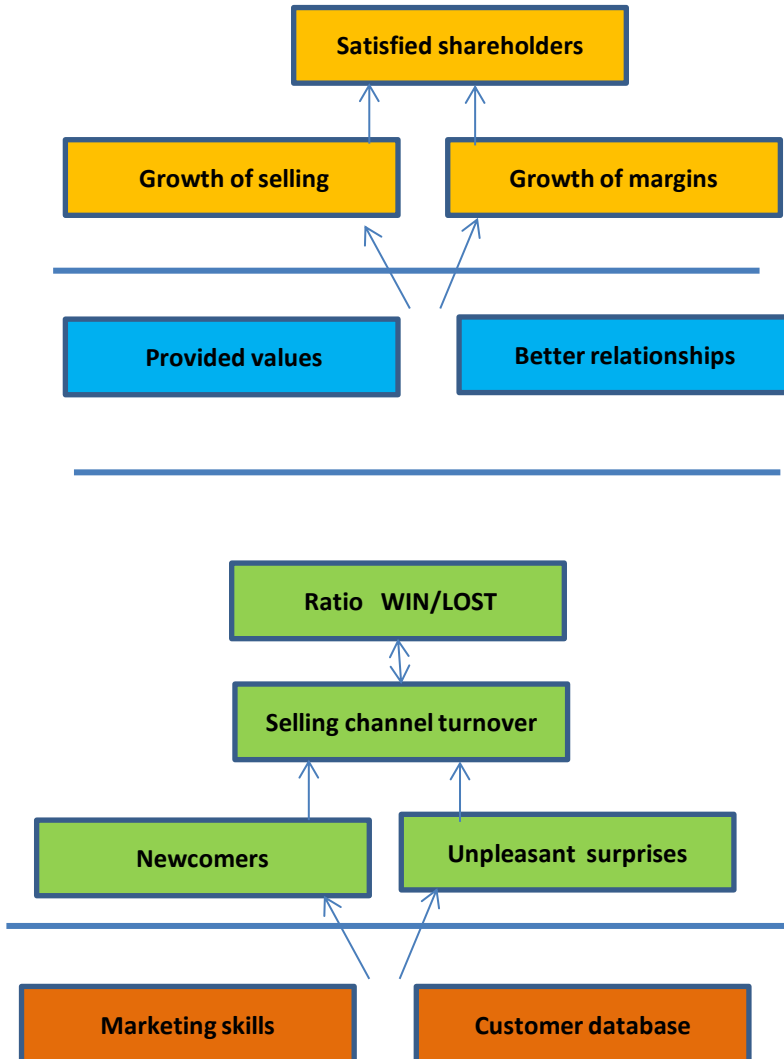 Satisfied shareholders
Growth of selling
Growth of margins
Provided values
Better relationships
Ratio WIN/LOST
Selling channel turnover
Newcomers
Unpleasant surprises
Marketing skills
Customer database